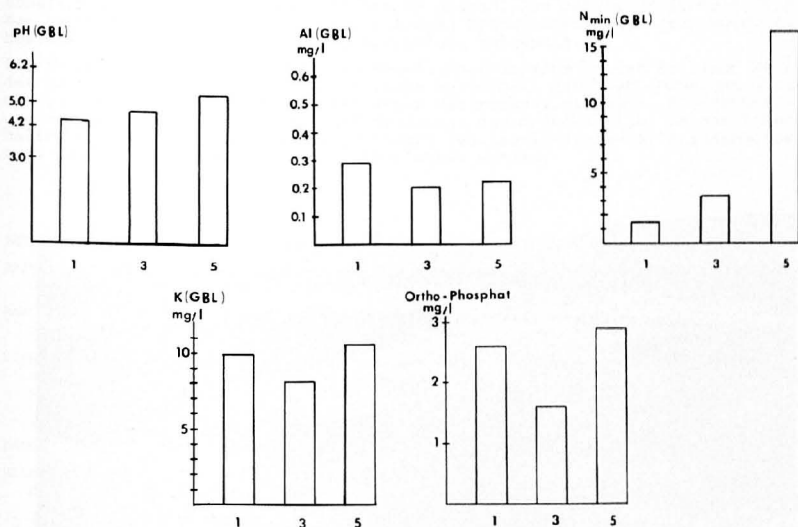 pH (GBL)
6.2
5.0
4.2
3.0
1 3 5
Al (GBL)
mg/l
0.6
0.5
0.4
0.3
0.2
0.1
1 3 5
Nmin (GBL)
mg/l
15
10
5
1 3 5
K (GBL)
mg/l
10
5
1 3 5
Ortho-Phosphat
mg/l
3
2
1
1 3 5